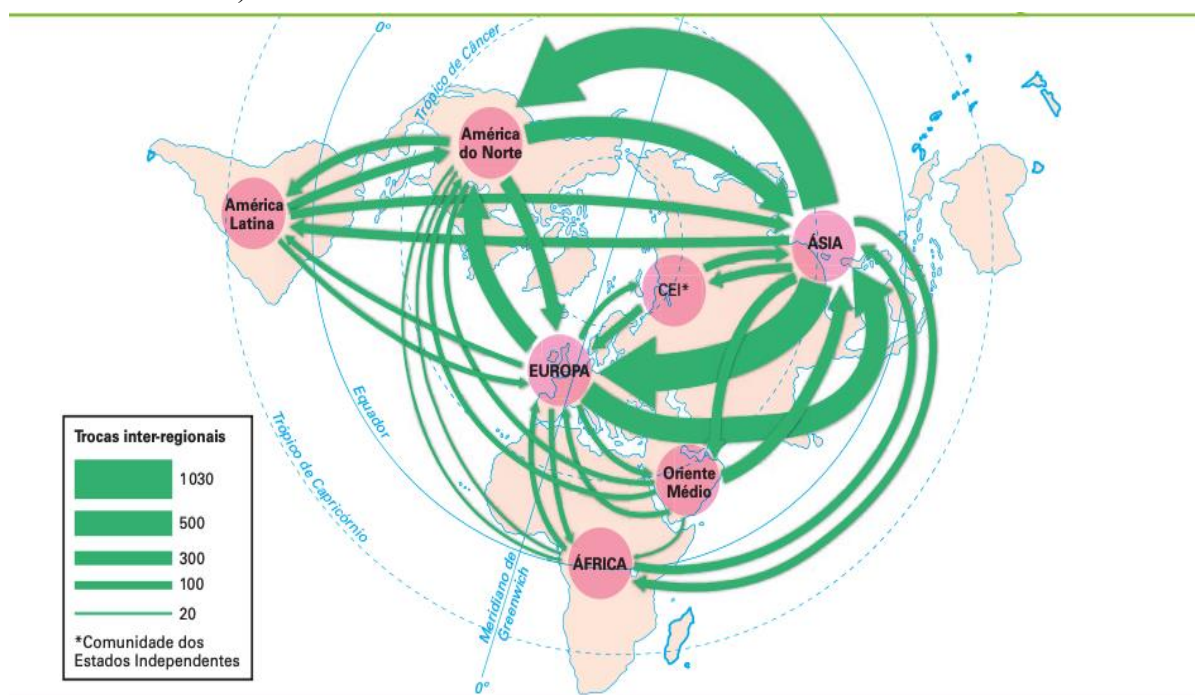 0°
Trópico de Câncer
América
do Norte
América
Latina
ÁSIA
CEI*
EUROPA
Equador
Trópico de Capricórnio
Oriente
Médio
ÁFRICA
Meridiano de
Greenwich
0°
Trocas inter-regionais
1 030
500
300
100
20
*Comunidade dos
Estados Independentes